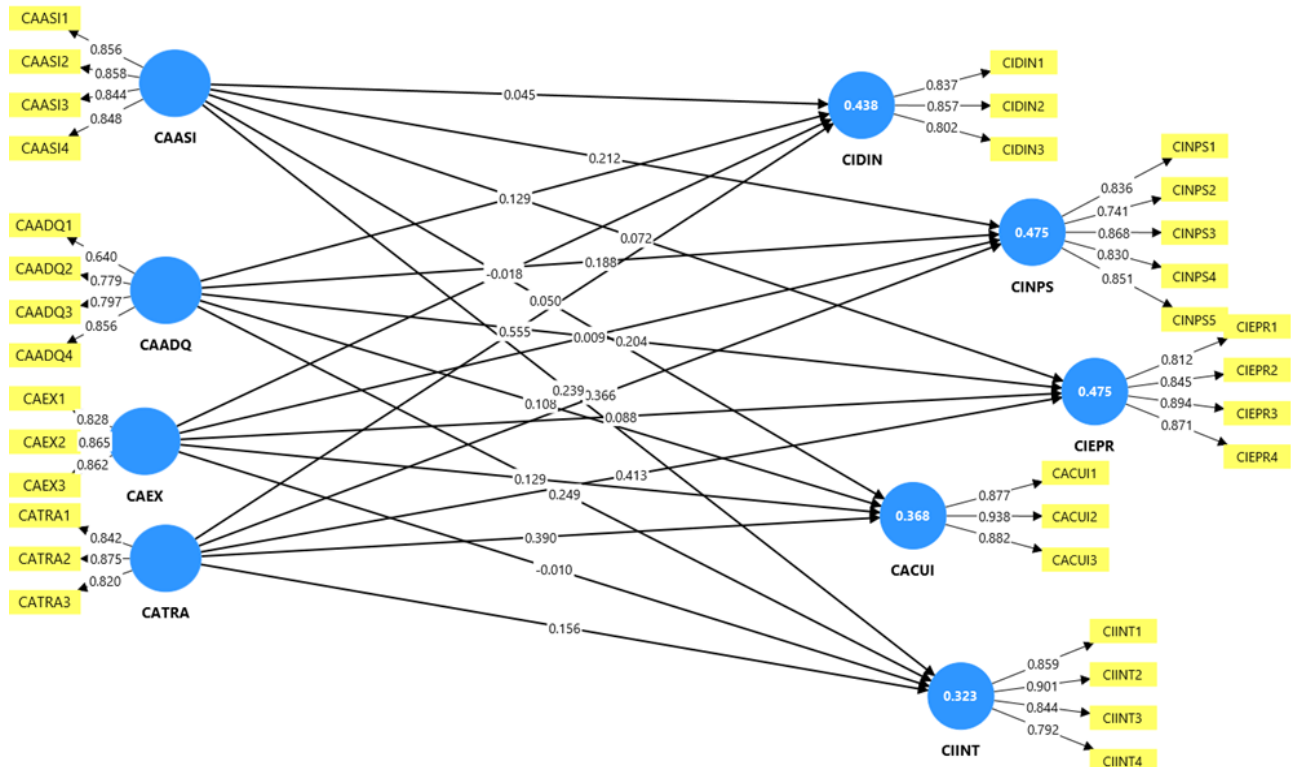 CAASI1
0.856
CAASI2
0.858
CAASI3
0.844
CAASI4
0.848
CAASI
CAADQ1
0.640
CAADQ2
0.779
CAADQ3
0.797
CAADQ4
0.856
CAADQ
CAEX1
0.828
CAEX2
0.865
CAEX3
0.862
CAEX
CATRA1
0.842
CATRA2
0.875
CATRA3
0.820
CATRA
0.045
0.212
0.129
0.072
0.188
-0.018
0.050
0.555
0.009
0.204
0.239
0.366
0.108
0.088
0.129
0.413
0.249
0.390
-0.010
0.156
0.438
CIDIN
CIDIN1
0.837
CIDIN2
0.857
CIDIN3
0.802
0.475
CINPS
CINPS1
0.836
CINPS2
0.741
CINPS3
0.868
CINPS4
0.830
CINPS5
0.851
0.475
CIEPR
CIEPR1
0.812
CIEPR2
0.845
CIEPR3
0.894
CIEPR4
0.871
0.368
CACUI
CACUI1
0.877
CACUI2
0.938
CACUI3
0.882
0.323
CIINT
CIINT1
0.859
CIINT2
0.901
CIINT3
0.844
CIINT4
0.792